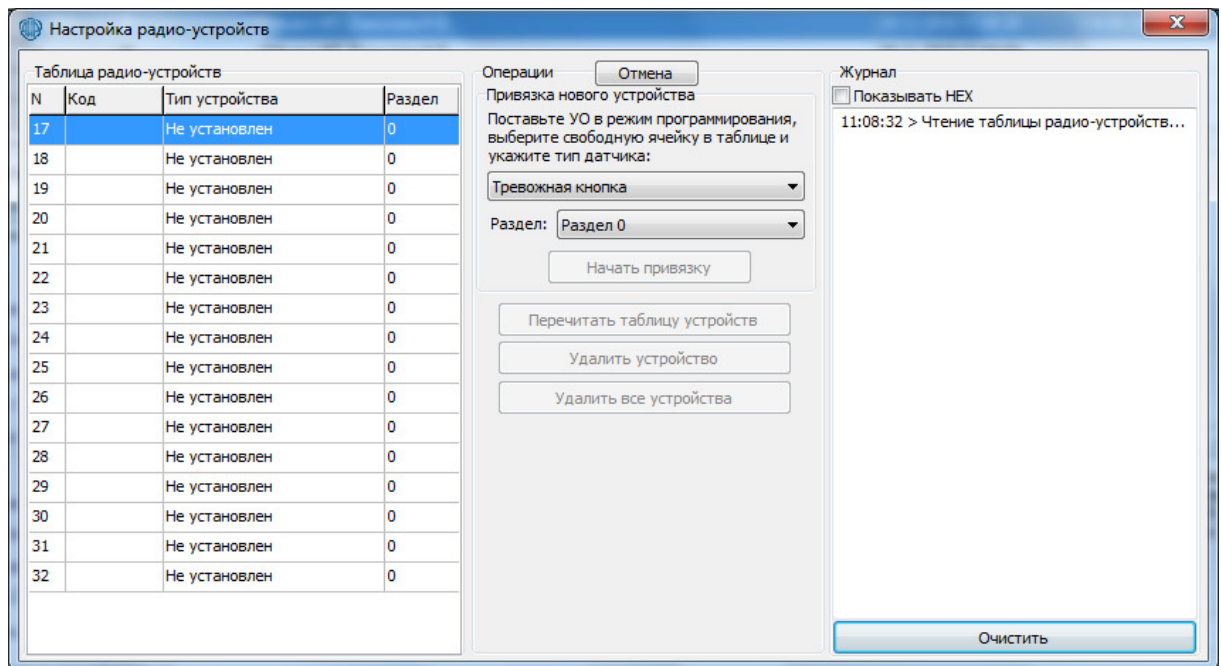 Настройка радио-устройств
Таблица радио-устройств
N Код Тип устройства Раздел
17 Не установлен 0
18 Не установлен 0
19 Не установлен 0
20 Не установлен 0
21 Не установлен 0
22 Не установлен 0
23 Не установлен 0
24 Не установлен 0
25 Не установлен 0
26 Не установлен 0
27 Не установлен 0
28 Не установлен 0
29 Не установлен 0
30 Не установлен 0
31 Не установлен 0
32 Не установлен 0
Операции Отмена
Привязка нового устройства
Поставьте УО в режим программирования,
выберите свободную ячейку в таблице и
укажите тип датчика:
Тревожная кнопка
Раздел: Раздел 0
Начать привязку
Перечитать таблицу устройств
Удалить устройство
Удалить все устройства
Журнал
Показывать HEX
11:08:32 > Чтение таблицы радио-устройств...
Очистить